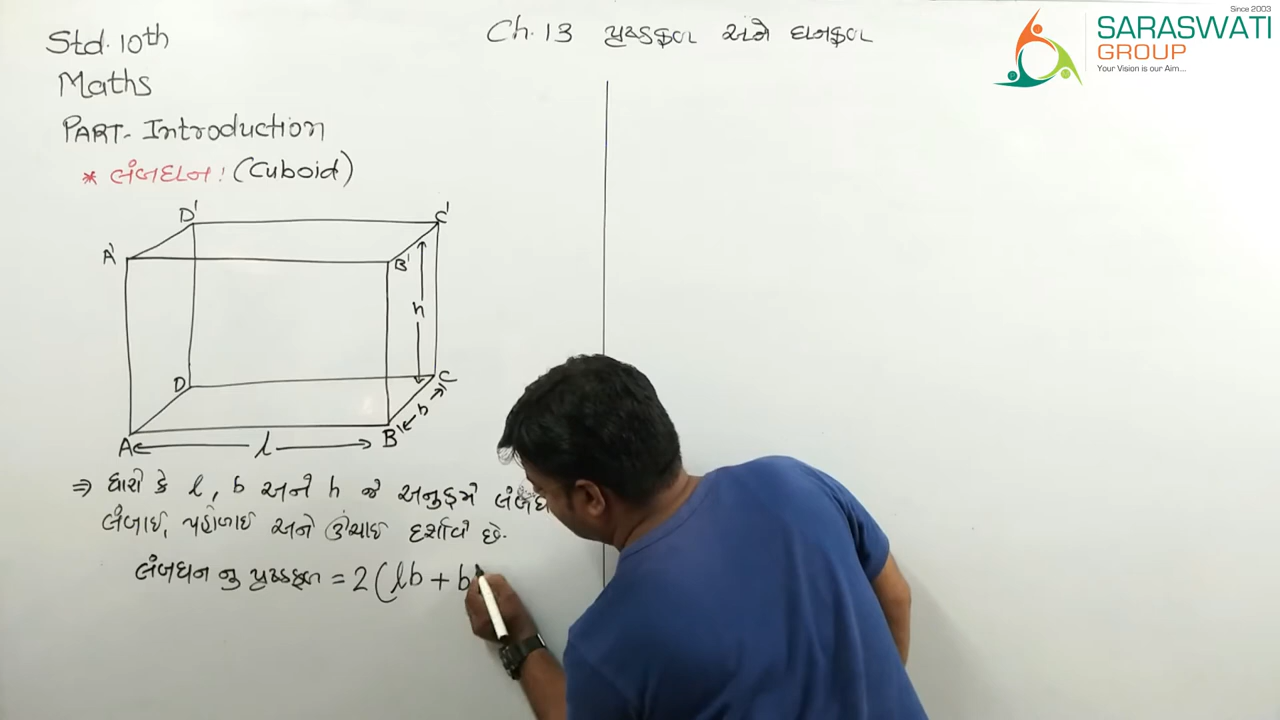 Std. 10th
Maths
PART- Introduction
Ch. 13 પૃષ્ઠફળ અને ઘનફળ
Since 2003
SARASWATI
GROUP
Your Vision is our Aim...
* લંબઘન : (Cuboid)
D' C'
A' B'
h
D C
b
A l B
⇒ ધારો કે l, b અને h એ અનુક્રમે
લંબાઈ, પહોળાઈ અને ઊંચાઈ દર્શાવે છે.
લંબઘન નુ પૃષ્ઠફળ = 2 (lb + b